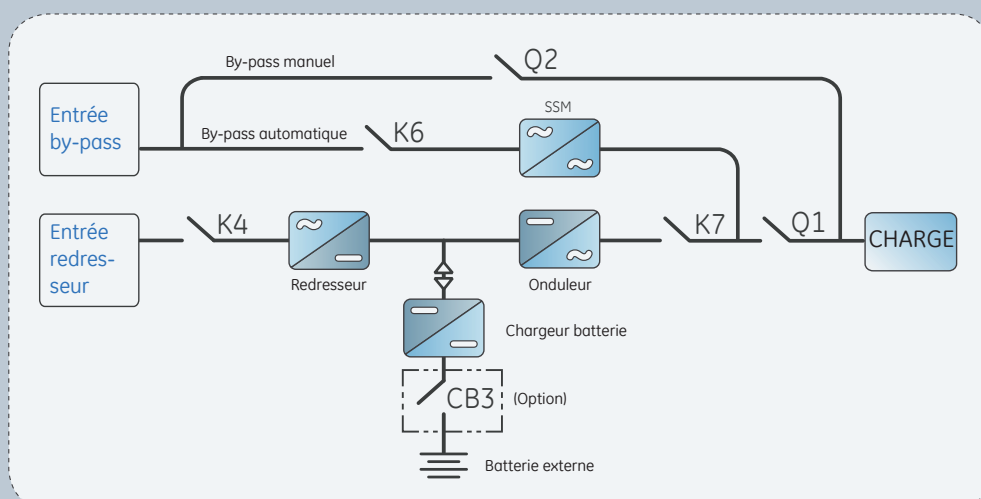 By-pass manuel
Q2
Entrée
by-pass
By-pass automatique
K6
SSM
Entrée
redres-
seur
K4
Redresseur
Onduleur
K7
Q1
CHARGE
Chargeur batterie
CB3
(Option)
Batterie externe